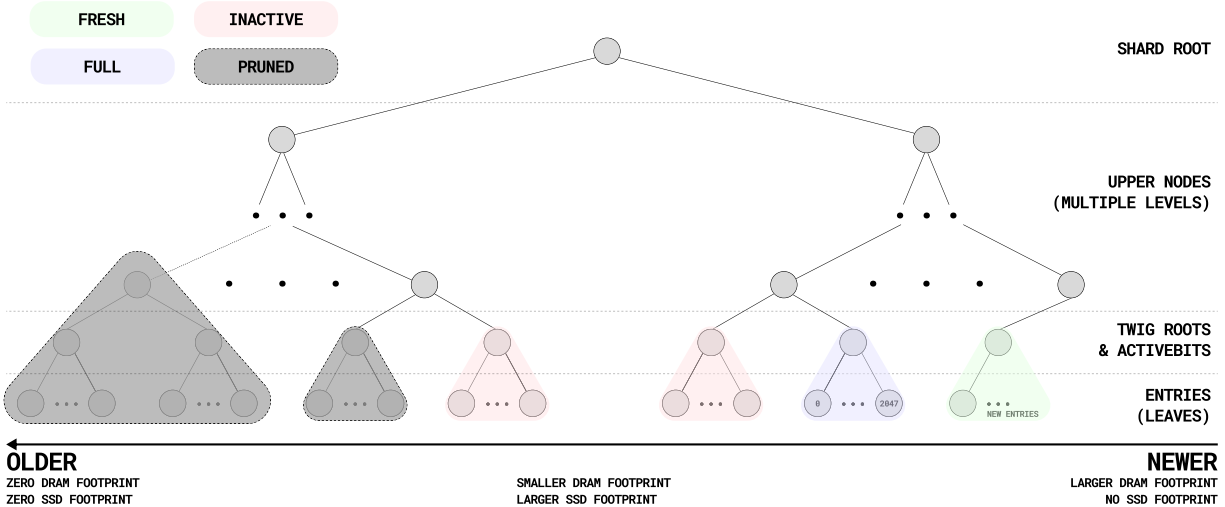 FRESH
INACTIVE
FULL
PRUNED
SHARD ROOT
UPPER NODES
(MULTIPLE LEVELS)
TWIG ROOTS
& ACTIVEBITS
ENTRIES
(LEAVES)
0
2047
NEW ENTRIES
OLDER
ZERO DRAM FOOTPRINT
ZERO SSD FOOTPRINT
SMALLER DRAM FOOTPRINT
LARGER SSD FOOTPRINT
NEWER
LARGER DRAM FOOTPRINT
NO SSD FOOTPRINT